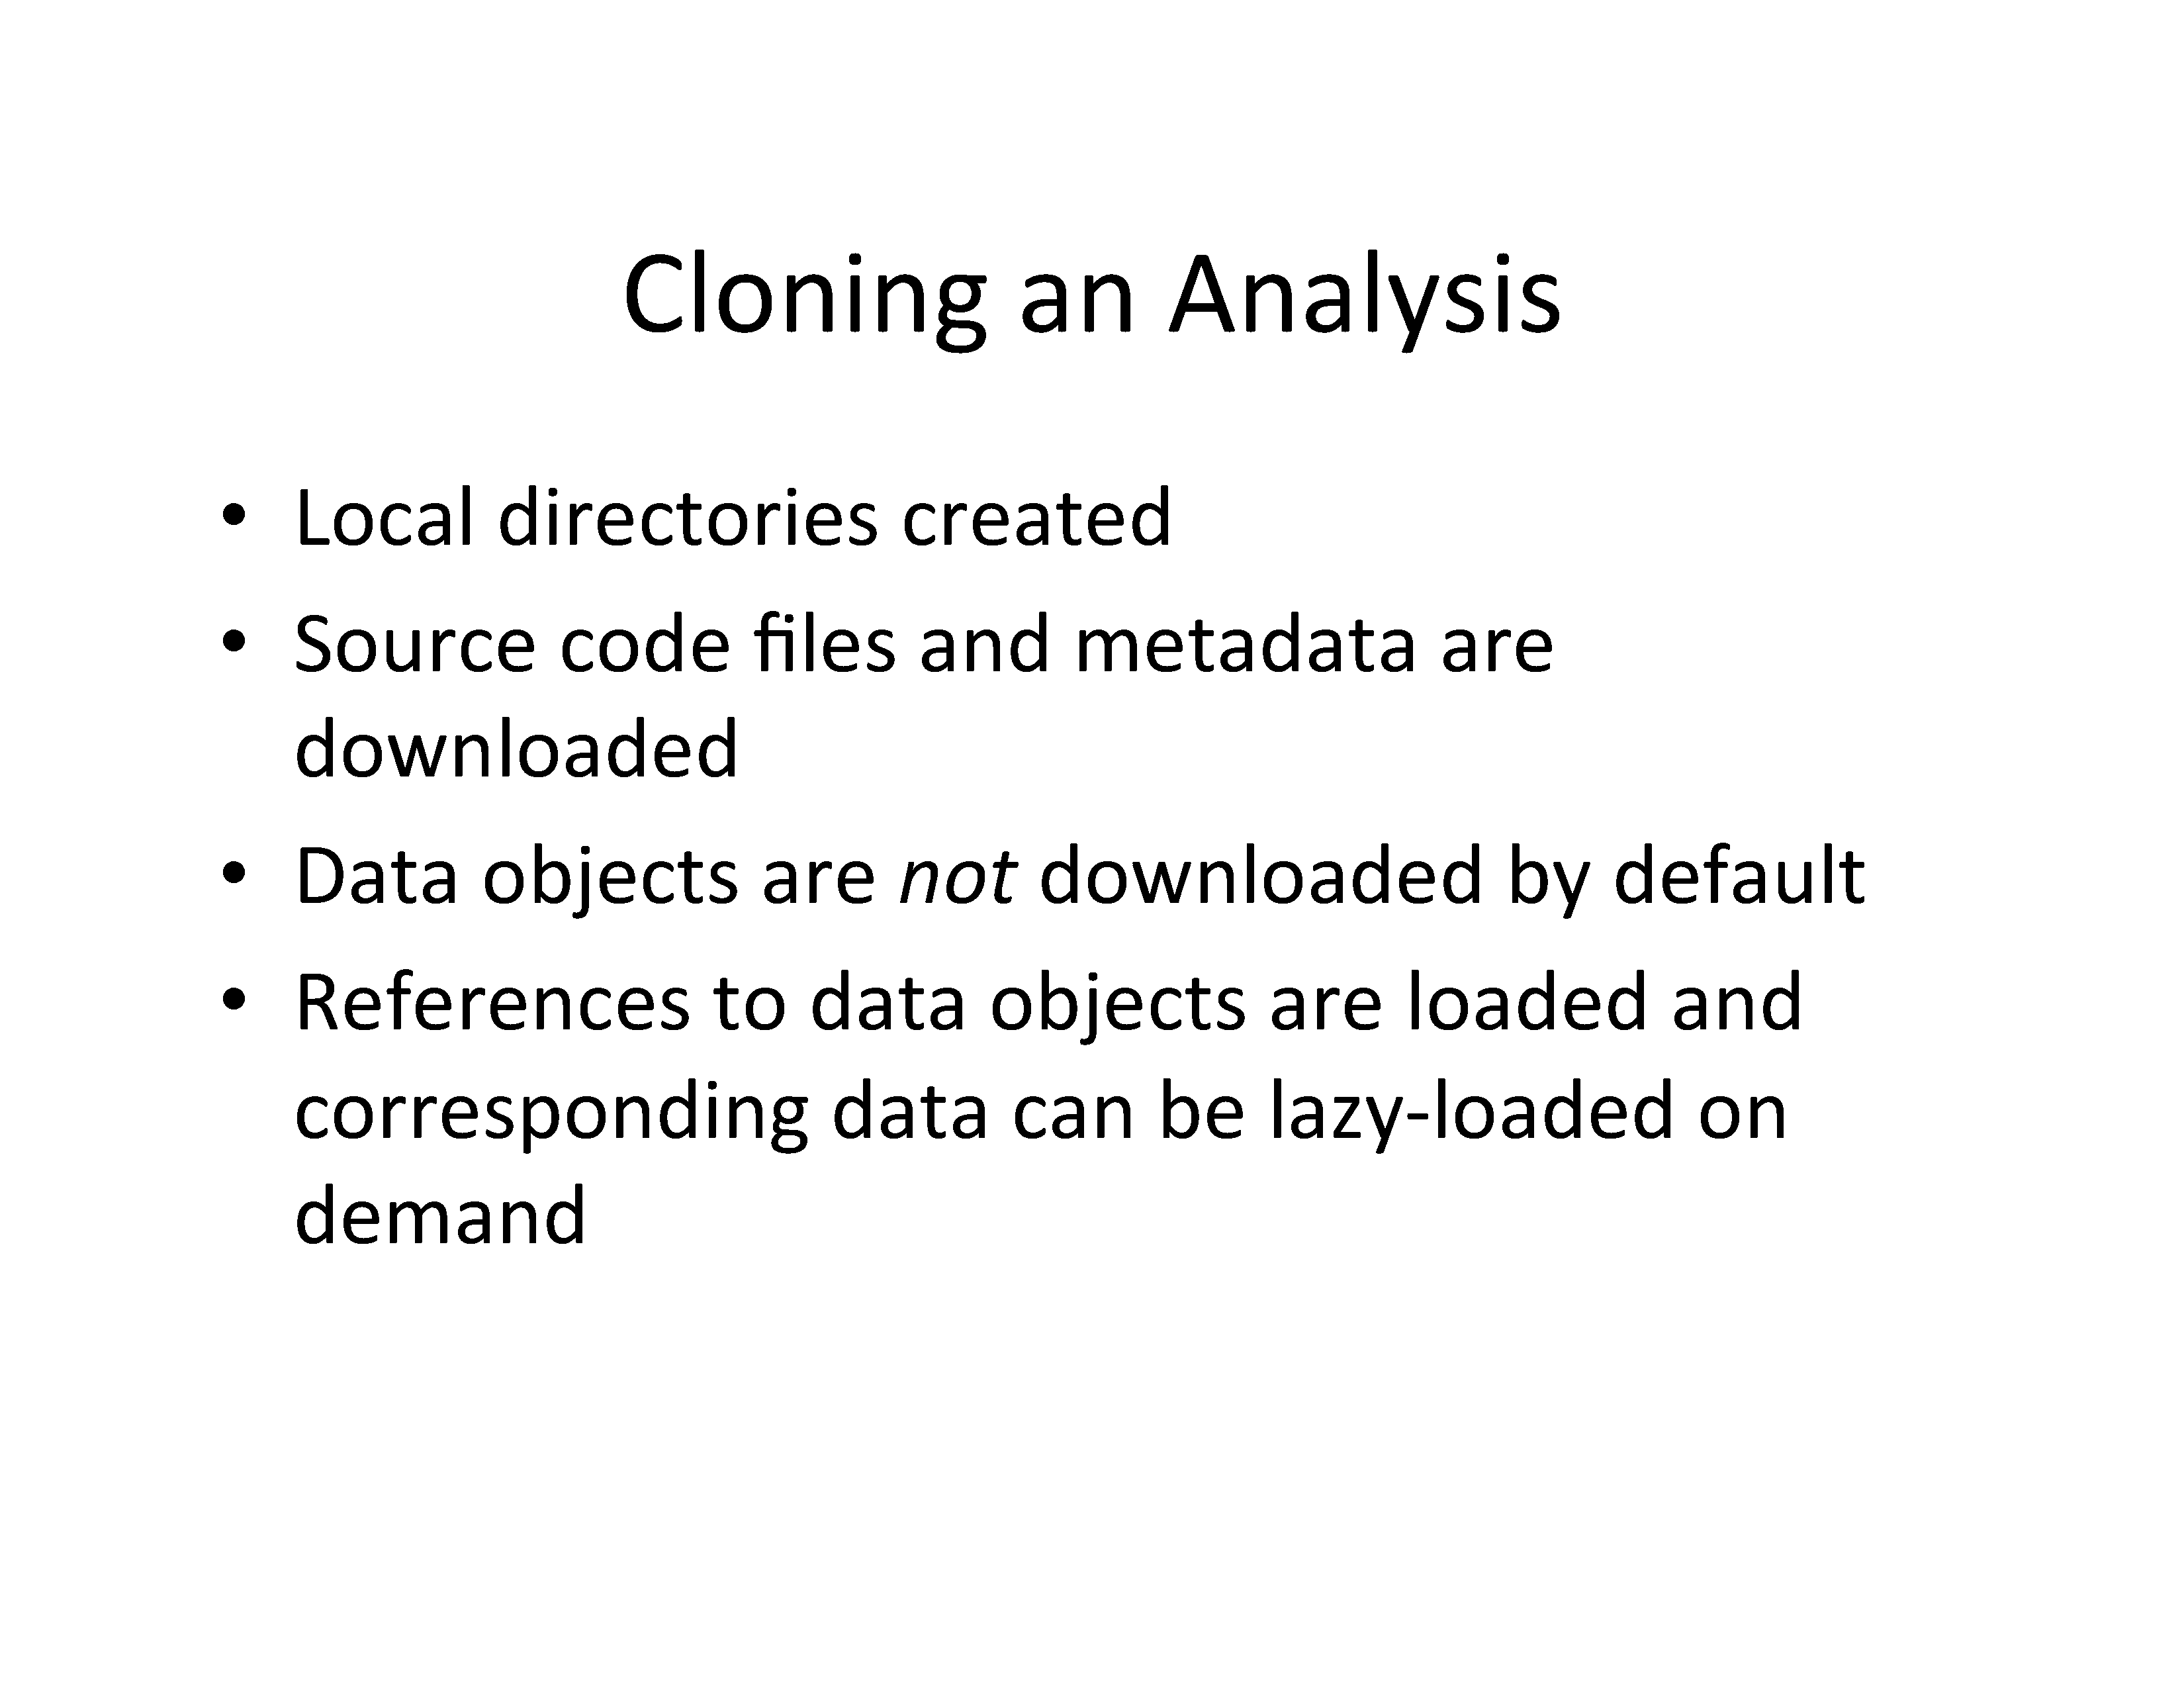 Cloning an Analysis
• Local directories created
• Source code files and metadata are
downloaded
• Data objects are not downloaded by default
• References to data objects are loaded and
corresponding data can be lazy-loaded on
demand